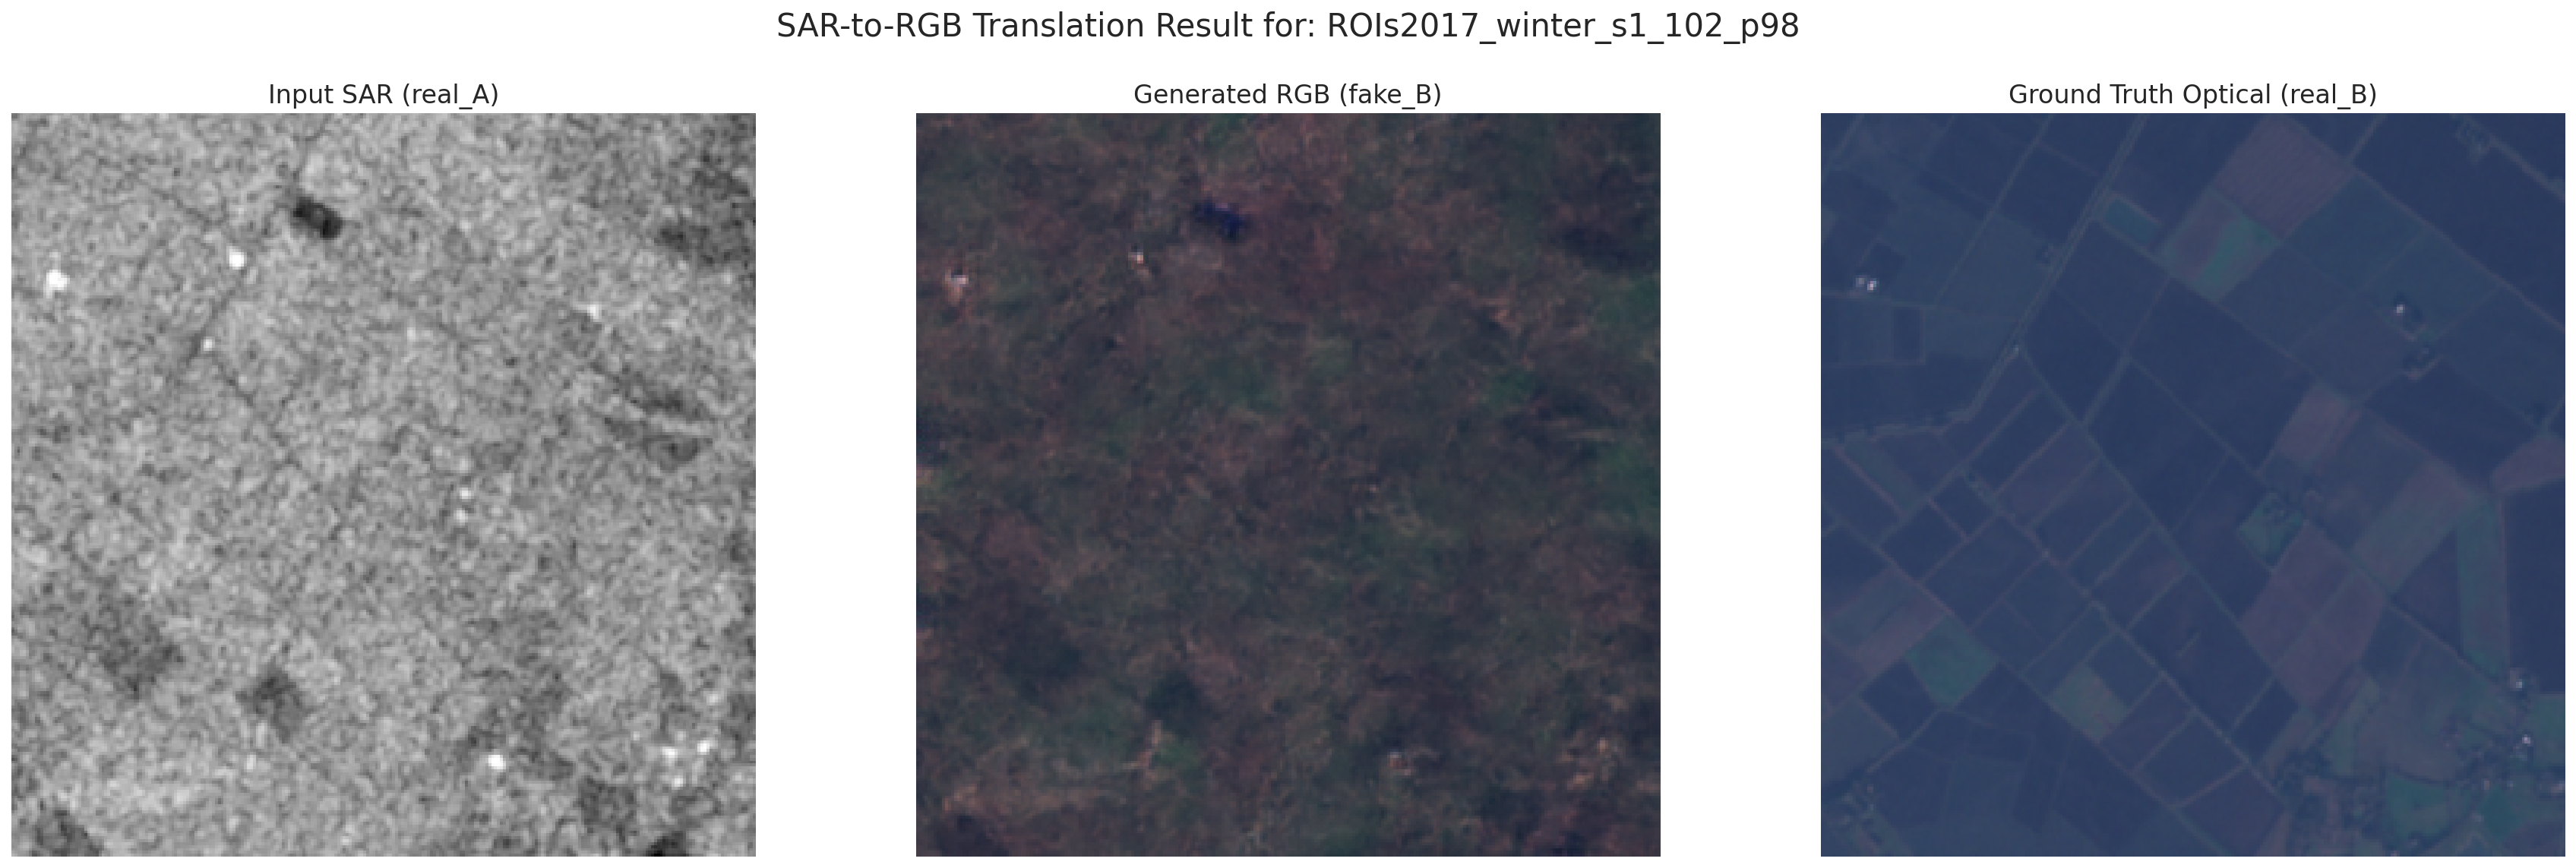 SAR-to-RGB Translation Result for: ROIs2017_winter_s1_102_p98
Input SAR (real_A)
Generated RGB (fake_B)
Ground Truth Optical (real_B)